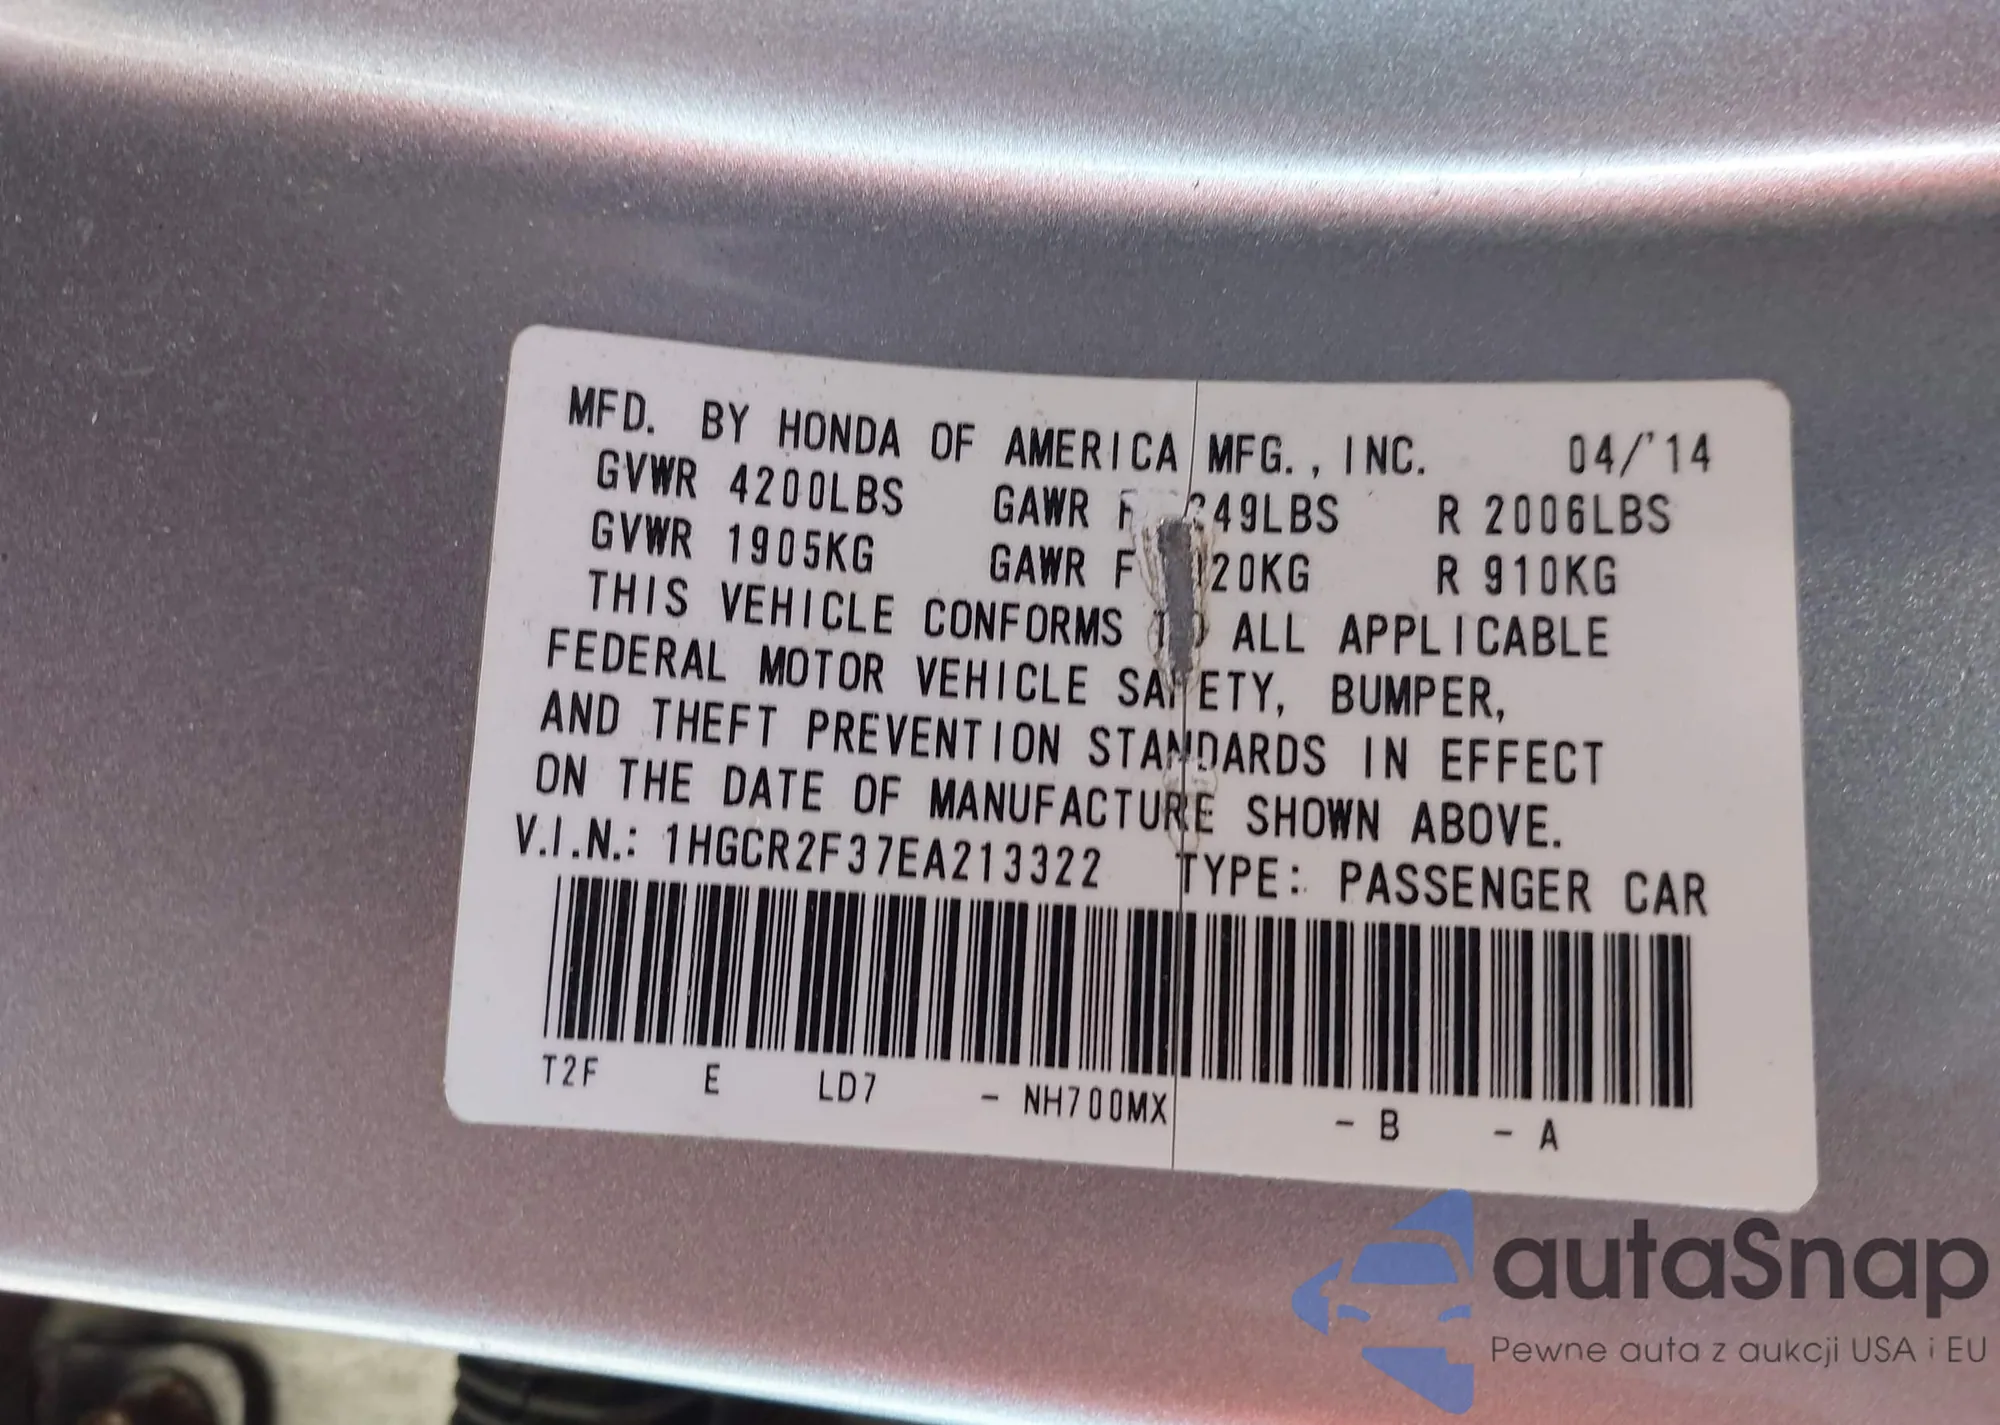 MFD. BY HONDA OF AMERICA MFG., INC. 04/'14
GVWR 4200LBS GAWR F 49LBS R 2006LBS
GVWR 1905KG GAWR F 20KG R 910KG
THIS VEHICLE CONFORMS TO ALL APPLICABLE
FEDERAL MOTOR VEHICLE SAFETY, BUMPER,
AND THEFT PREVENTION STANDARDS IN EFFECT
ON THE DATE OF MANUFACTURE SHOWN ABOVE.
V.I.N.: 1HGCR2F37EA213322 TYPE: PASSENGER CAR
T2F E LD7 - NH700MX - B - A
autaSnap
Pewne auta z aukcji USA i EU